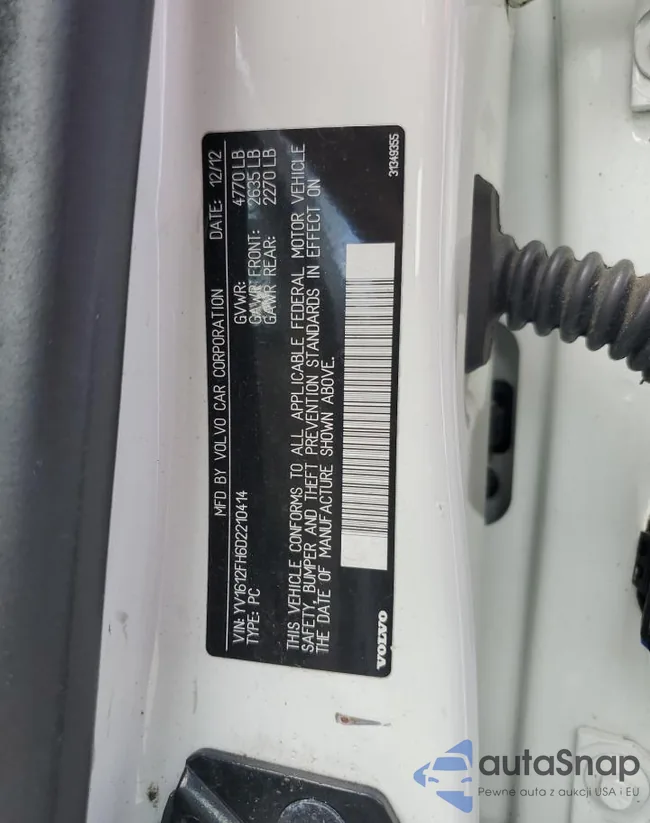 MFD BY VOLVO CAR CORPORATION DATE: 12/12
VIN: YV1612FH6D2210414 GVWR: 4770 LB
TYPE: PC GAWR FRONT: 2635 LB
GAWR REAR: 2270 LB
THIS VEHICLE CONFORMS TO ALL APPLICABLE FEDERAL MOTOR VEHICLE
SAFETY, BUMPER AND THEFT PREVENTION STANDARDS IN EFFECT ON
THE DATE OF MANUFACTURE SHOWN ABOVE.
VOLVO 31349355
autoSnap
Pewne auta z aukcji USA i EU